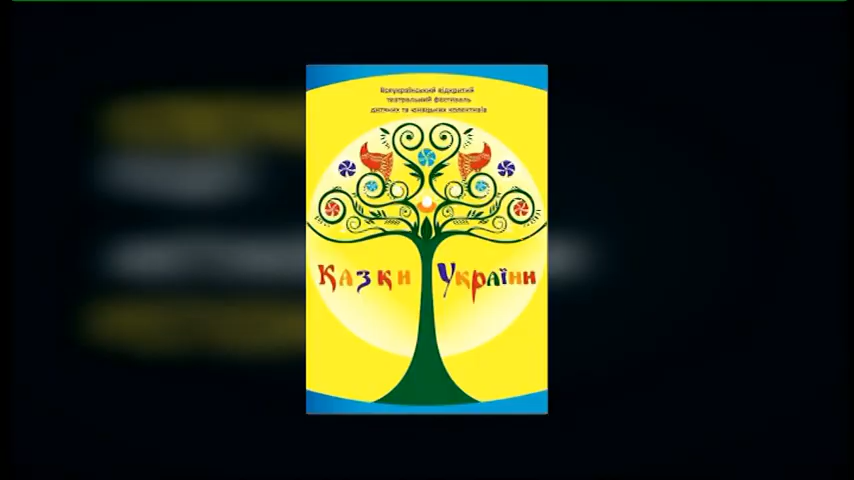 Всеукраїнський відкритий
театральний фестиваль
дитячих та юнацьких колективів
Казки України